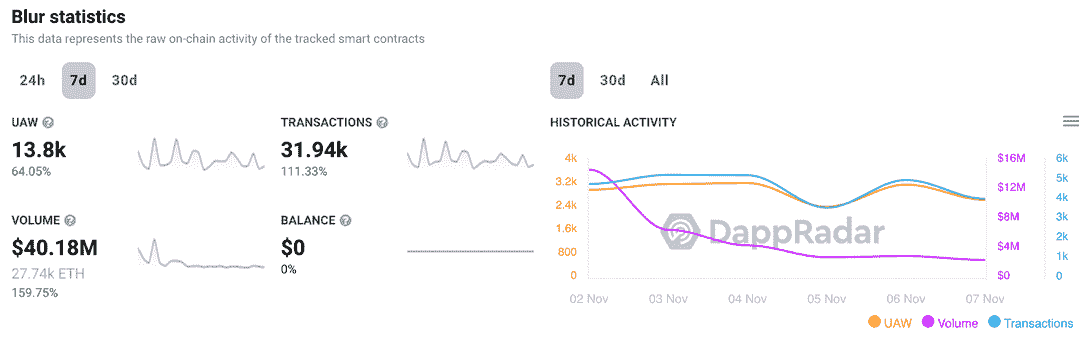 Blur statistics
This data represents the raw on-chain activity of the tracked smart contracts
24h 7d 30d
UAW
13.8k
64.05%
TRANSACTIONS
31.94k
111.33%
VOLUME
$40.18M
27.74k ETH
159.75%
BALANCE
$0
0%
7d 30d All
HISTORICAL ACTIVITY
4k $16M 6k
3.2k 5k
$12M
2.4k 4k
$8M 3k
1.6k
2k
800 $4M
1k
0 $0 0
DappRadar
02 Nov 03 Nov 04 Nov 05 Nov 06 Nov 07 Nov
UAW Volume Transactions